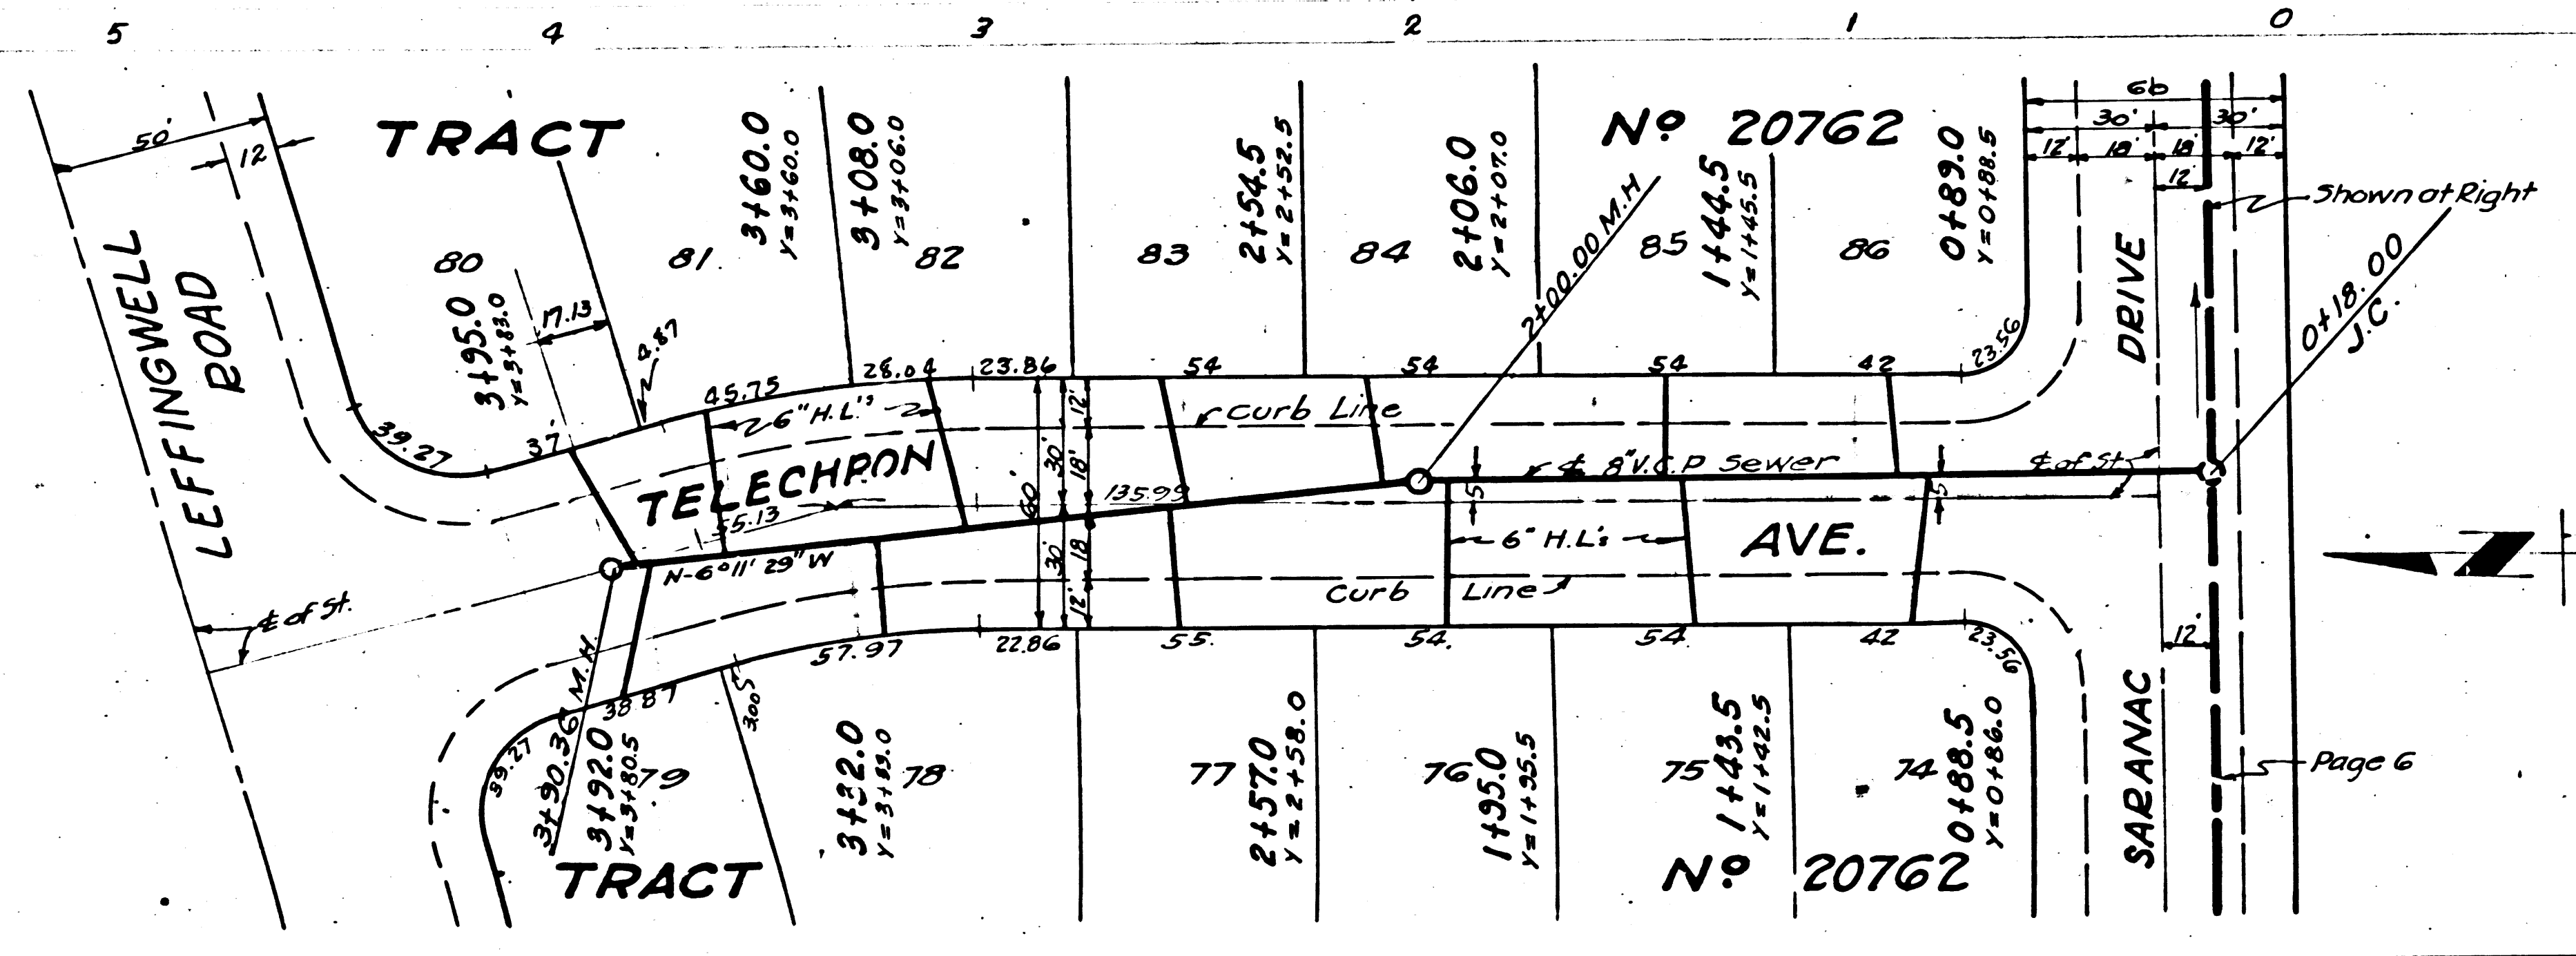 5 4 3 2 1 0
TRACT
Nº 20762
50'
12
60
30' 30'
12' 18' 18' 12'
12'
3+60.0
Y=3+60.0
3+08.0
Y=3+06.0
2+54.5
Y=2+52.5
2+06.0
Y=2+07.0
1+44.5
Y=1+45.5
0+89.0
Y=0+88.5
3+95.0
Y=3+83.0
80 81. 82 83 84 85 86
2+00.00 M.H
Shown at Right
0+18.00
J.C.
LEFFINGWELL
ROAD
DRIVE
17.13
4.87
39.27
37'
45.75
28.04
23.86
54
54
54
42
23.56
6" H.L's
Curb Line
TELECHRON
55.13
135.99
60'
30'
12'
18'
30'
18
12'
℄ 8" V.C.P Sewer
℄ of St.
5
5
N-6°11'29" W
6" H.L's
AVE.
Curb Line
℄ of St.
39.27
38.87
57.97
22.86
55.
54.
54.
42
23.56
12'
3+90.36 M.H.
3+92.0
Y=3+80.5
3+32.0
2+57.0
Y=2+58.0
1+95.0
Y=1+95.5
1+43.5
Y=1+42.5
0+88.5
Y=0+86.0
79 78 77 76 75 74
SARANAC
Page 6
TRACT
Nº 20762